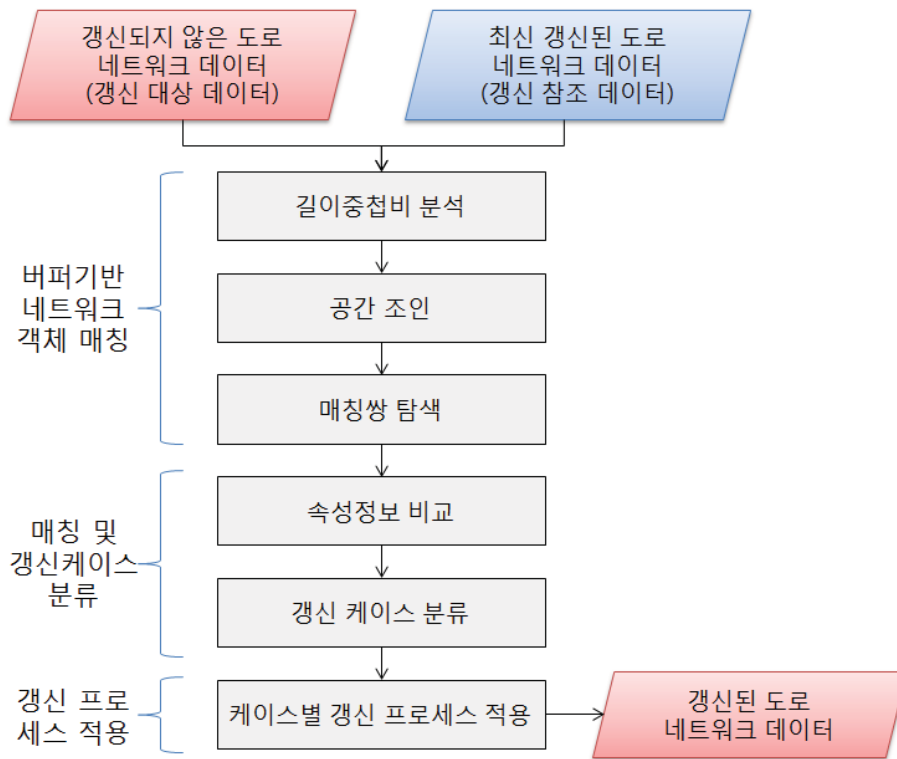 갱신되지 않은 도로
네트워크 데이터
(갱신 대상 데이터)
최신 갱신된 도로
네트워크 데이터
(갱신 참조 데이터)
버퍼기반
네트워크
객체 매칭
길이중첩비 분석
공간 조인
매칭쌍 탐색
매칭 및
갱신케이스
분류
속성정보 비교
갱신 케이스 분류
갱신 프로
세스 적용
케이스별 갱신 프로세스 적용
갱신된 도로
네트워크 데이터